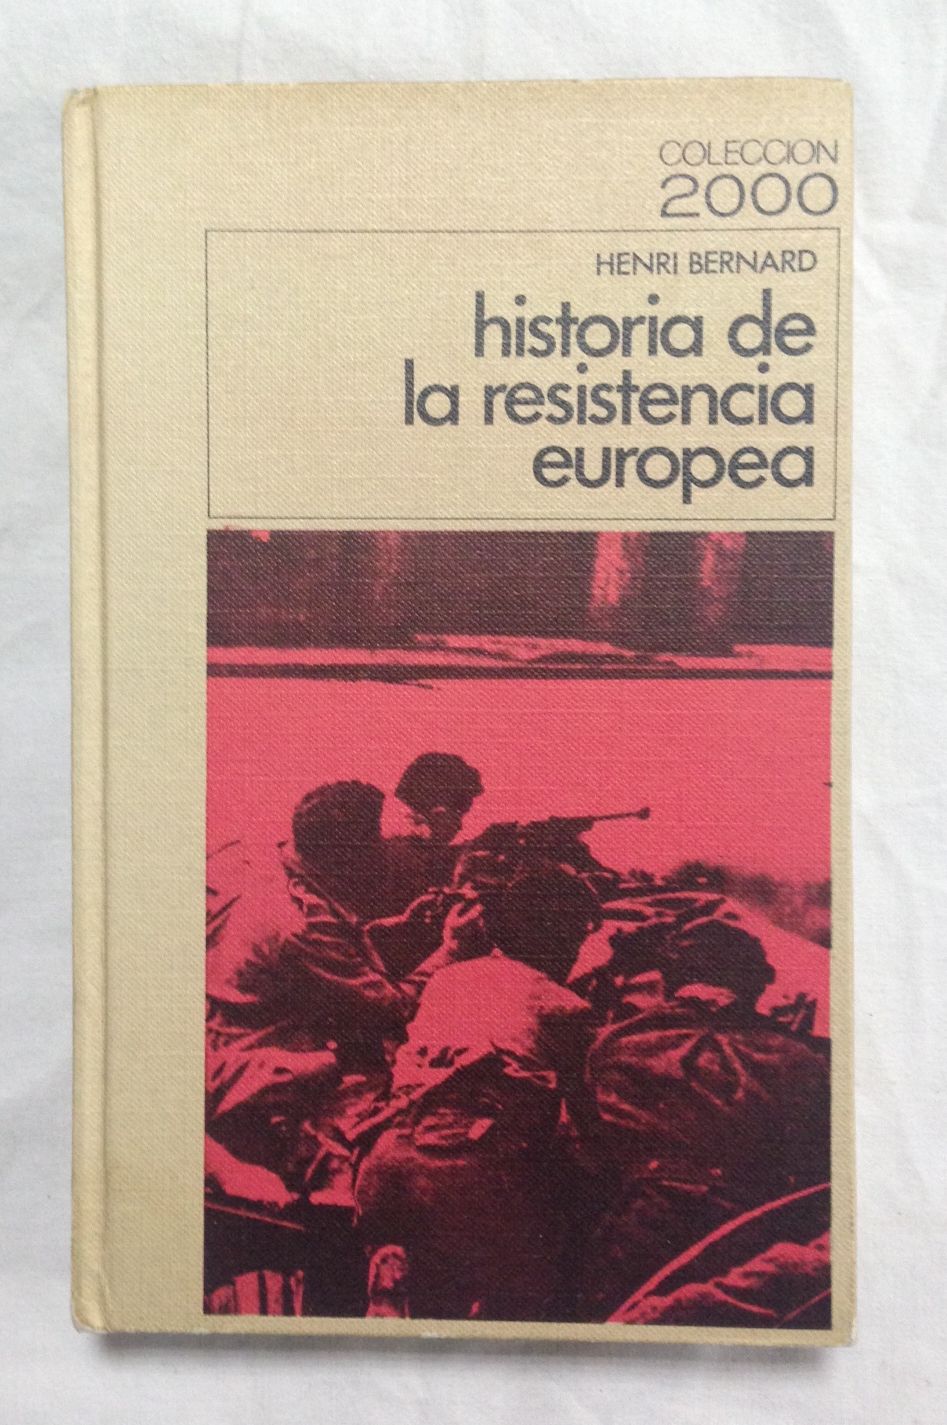 COLECCION
2000
HENRI BERNARD
historia de
la resistencia
europea